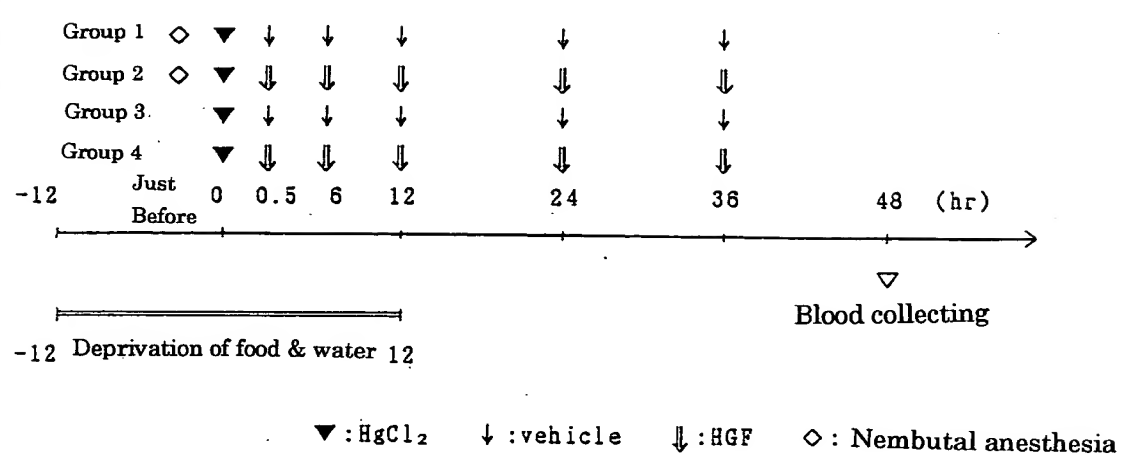 Group 1 ◇ ▼ ↓ ↓ ↓ ↓ ↓
Group 2 ◇ ▼ ⇓ ⇓ ⇓ ⇓ ⇓
Group 3. ▼ ↓ ↓ ↓ ↓ ↓
Group 4 ▼ ⇓ ⇓ ⇓ ⇓ ⇓
-12 Just Before 0 0.5 6 12 24 36 48 (hr)
▽
Blood collecting
-12 Deprivation of food & water 12
▼:HgCl₂ ↓:vehicle ⇓:HGF ◇: Nembutal anesthesia